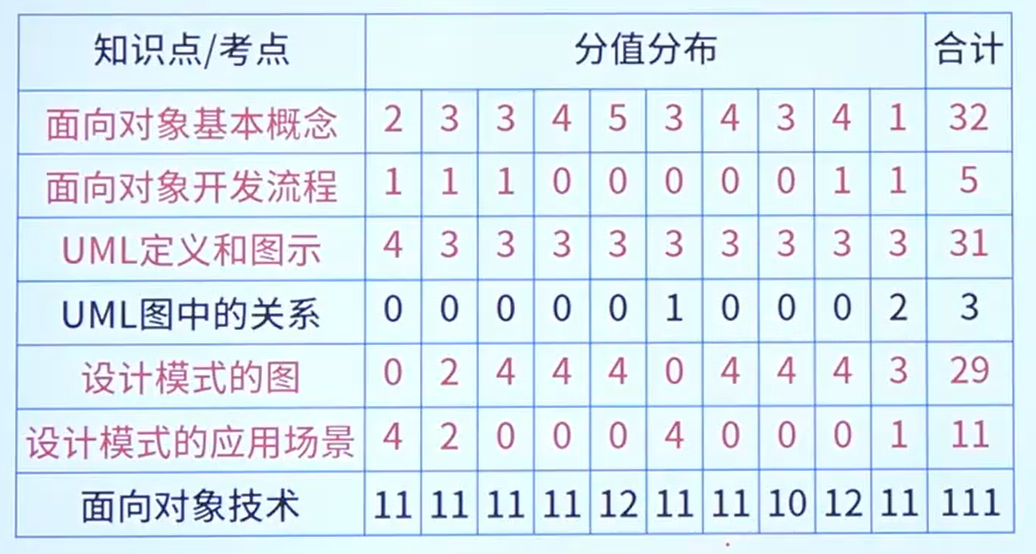 知识点/考点 分值分布 合计
面向对象基本概念 2 3 3 4 5 3 4 3 4 1 32
面向对象开发流程 1 1 1 0 0 0 0 0 1 1 5
UML定义和图示 4 3 3 3 3 3 3 3 3 3 31
UML图中的关系 0 0 0 0 0 1 0 0 0 2 3
设计模式的图 0 2 4 4 4 0 4 4 4 3 29
设计模式的应用场景 4 2 0 0 0 4 0 0 0 1 11
面向对象技术 11 11 11 11 12 11 11 10 12 11 111